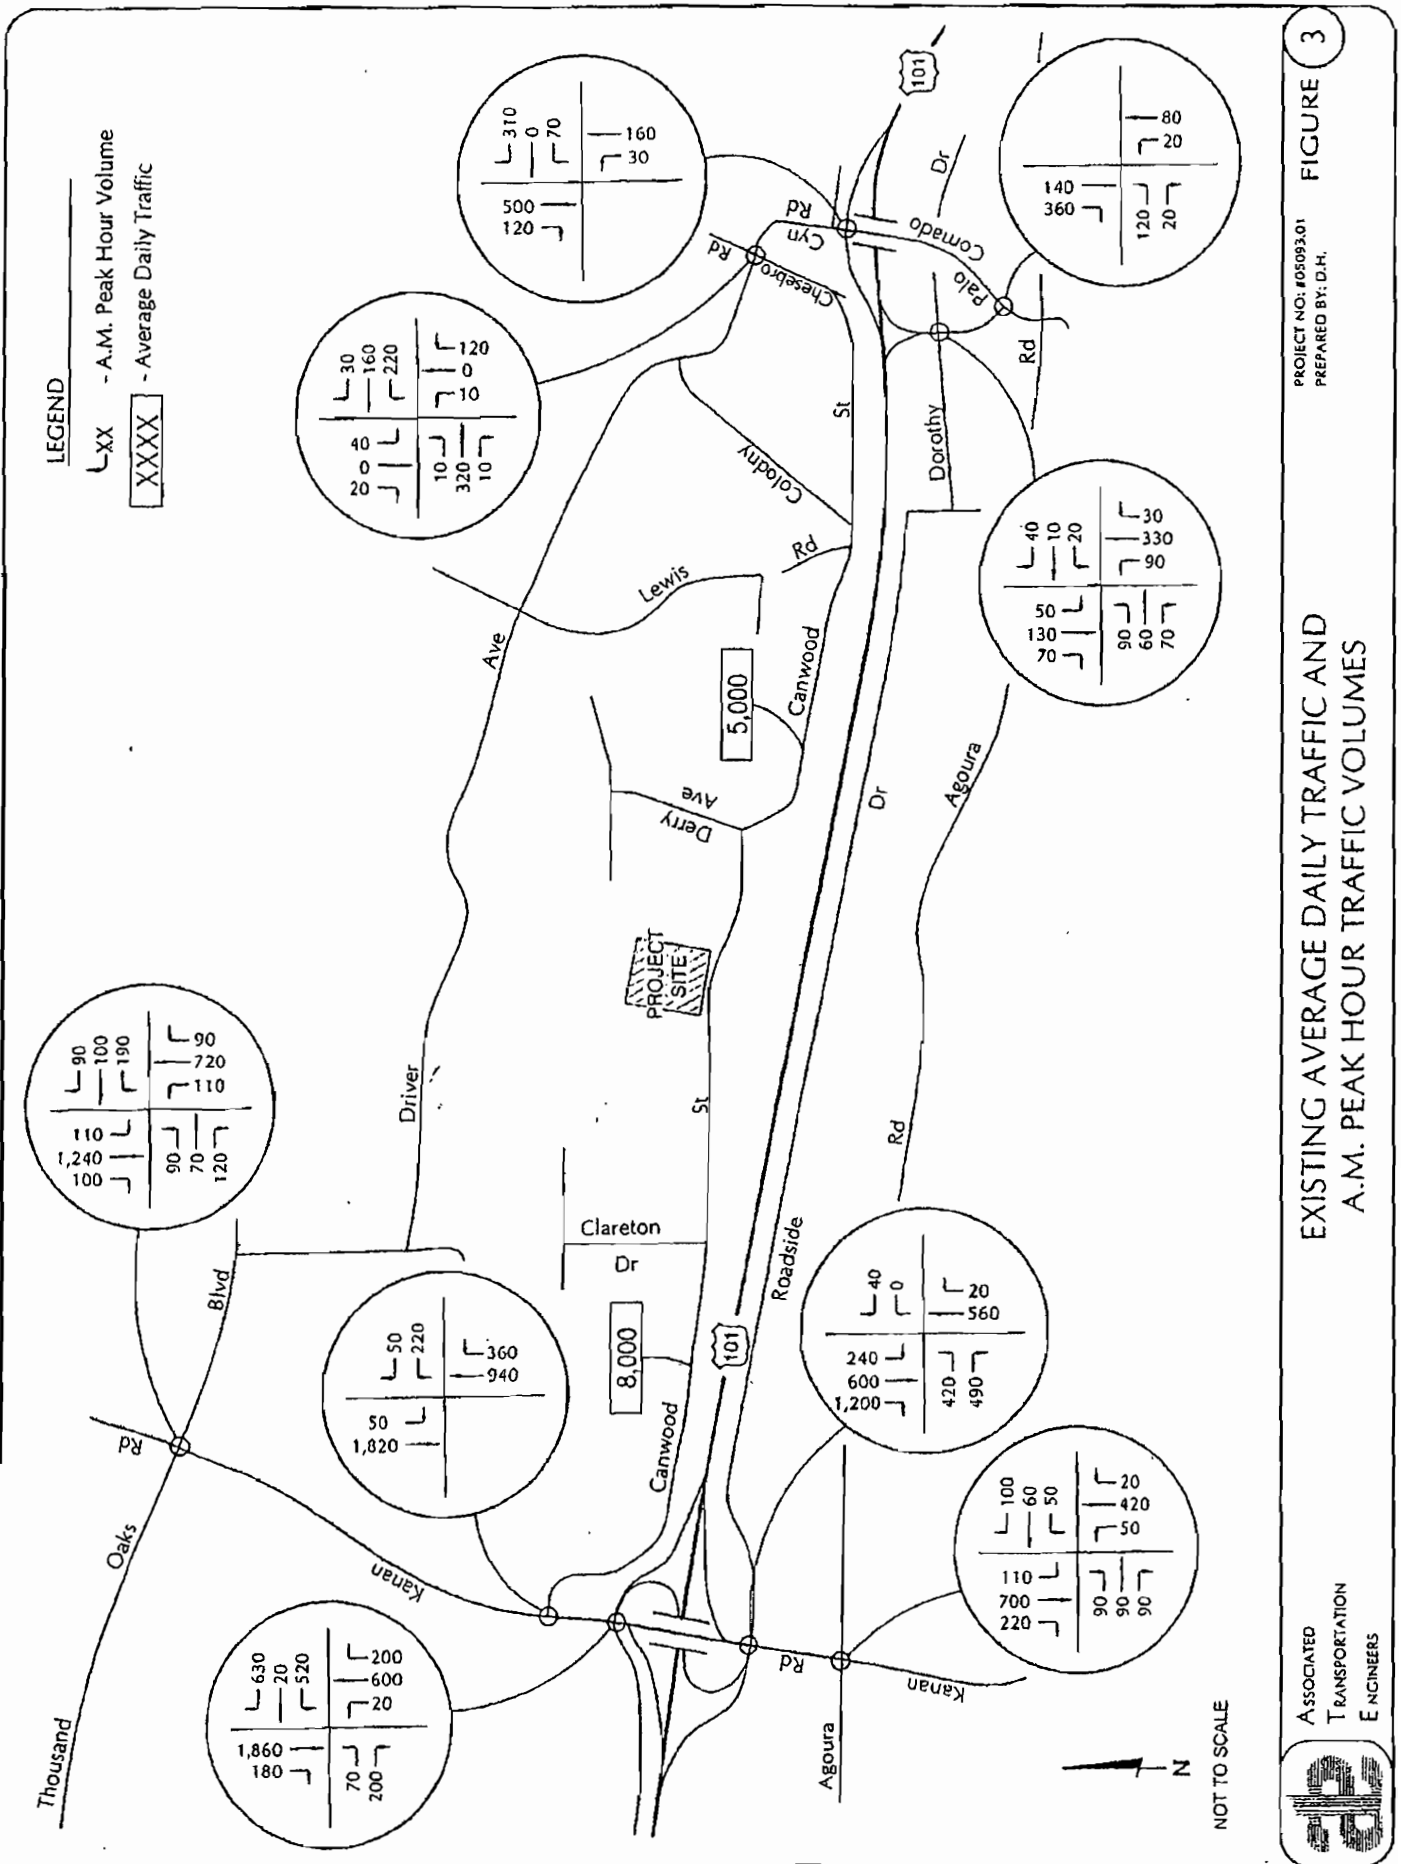 LEGEND
XX - A.M. Peak Hour Volume
XXXX - Average Daily Traffic
Thousand
Oaks
Blvd
Rd
Kanan
90
100
190
110
1,240
100
90
720
110
90
70
120
50
220
50
1,820
360
940
630
20
520
1,860
180
200
600
20
70
200
40
0
240
600
1,200
20
560
420
490
100
60
50
110
700
220
20
420
50
90
90
90
30
160
220
40
0
20
120
0
10
10
320
10
310
0
70
500
120
160
30
40
10
20
50
130
70
30
330
90
90
60
70
140
360
80
20
120
20
Driver
Ave
Clareton
Dr
8,000
Canwood
St
PROJECT
SITE
Derry
Ave
5,000
Canwood
St
Lewis
Rd
Colodny
Chesebro
Rd
Cyn
Rd
Palo
Comado
Dr
Dorothy
Rd
101
101
Roadside
Dr
Agoura
Rd
Agoura
Rd
Kanan
N
NOT TO SCALE
ASSOCIATED
TRANSPORTATION
ENGINEERS
EXISTING AVERAGE DAILY TRAFFIC AND
A.M. PEAK HOUR TRAFFIC VOLUMES
PROJECT NO: #05093.01
PREPARED BY: D.H.
FIGURE 3